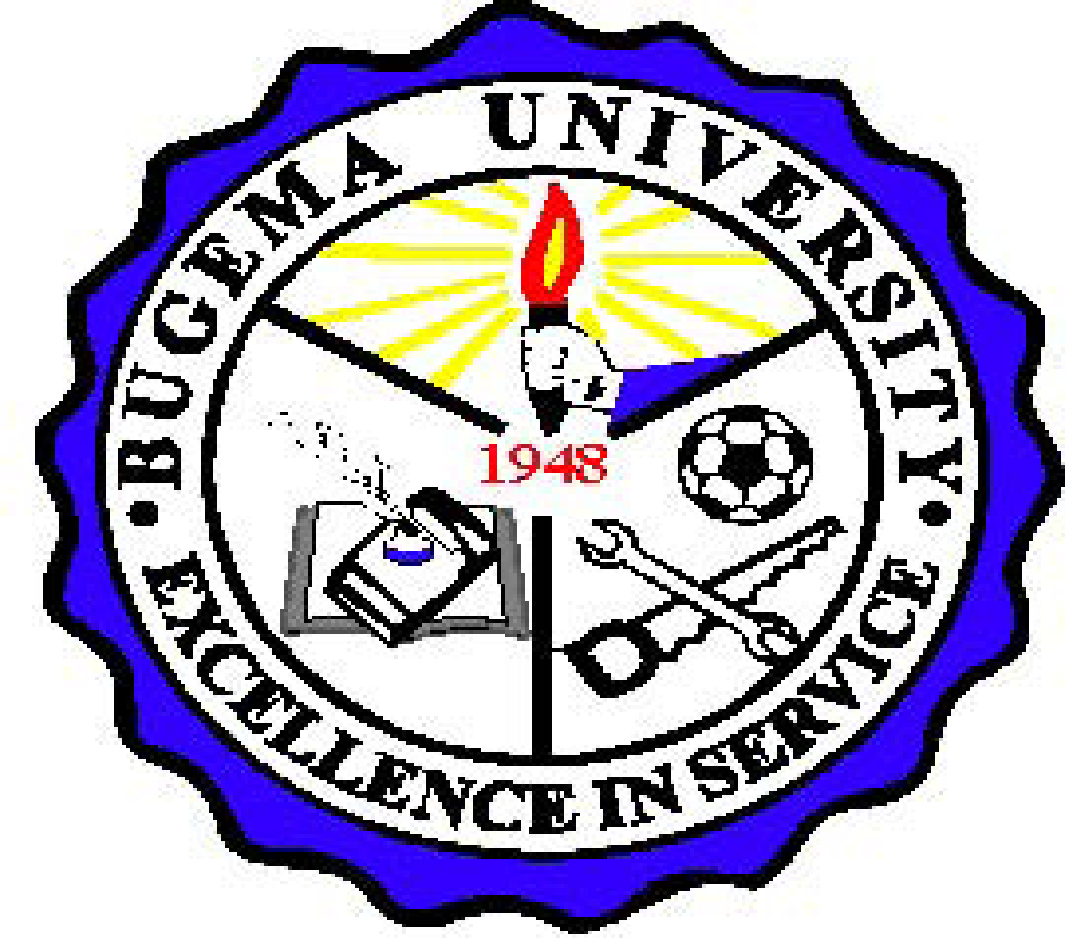 BUGEMA UNIVERSITY
1948
• EXCELLENCE IN SERVICE •